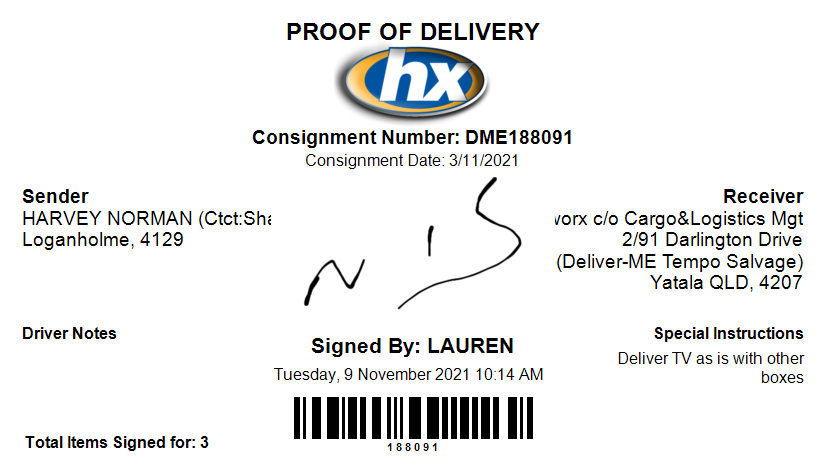 PROOF OF DELIVERY
hx
Consignment Number: DME188091
Consignment Date: 3/11/2021
Sender
HARVEY NORMAN (Ctct:Sha
Loganholme, 4129
Receiver
worx c/o Cargo&Logistics Mgt
2/91 Darlington Drive
(Deliver-ME Tempo Salvage)
Yatala QLD, 4207
Driver Notes
Signed By: LAUREN
Tuesday, 9 November 2021 10:14 AM
Special Instructions
Deliver TV as is with other
boxes
188091
Total Items Signed for: 3